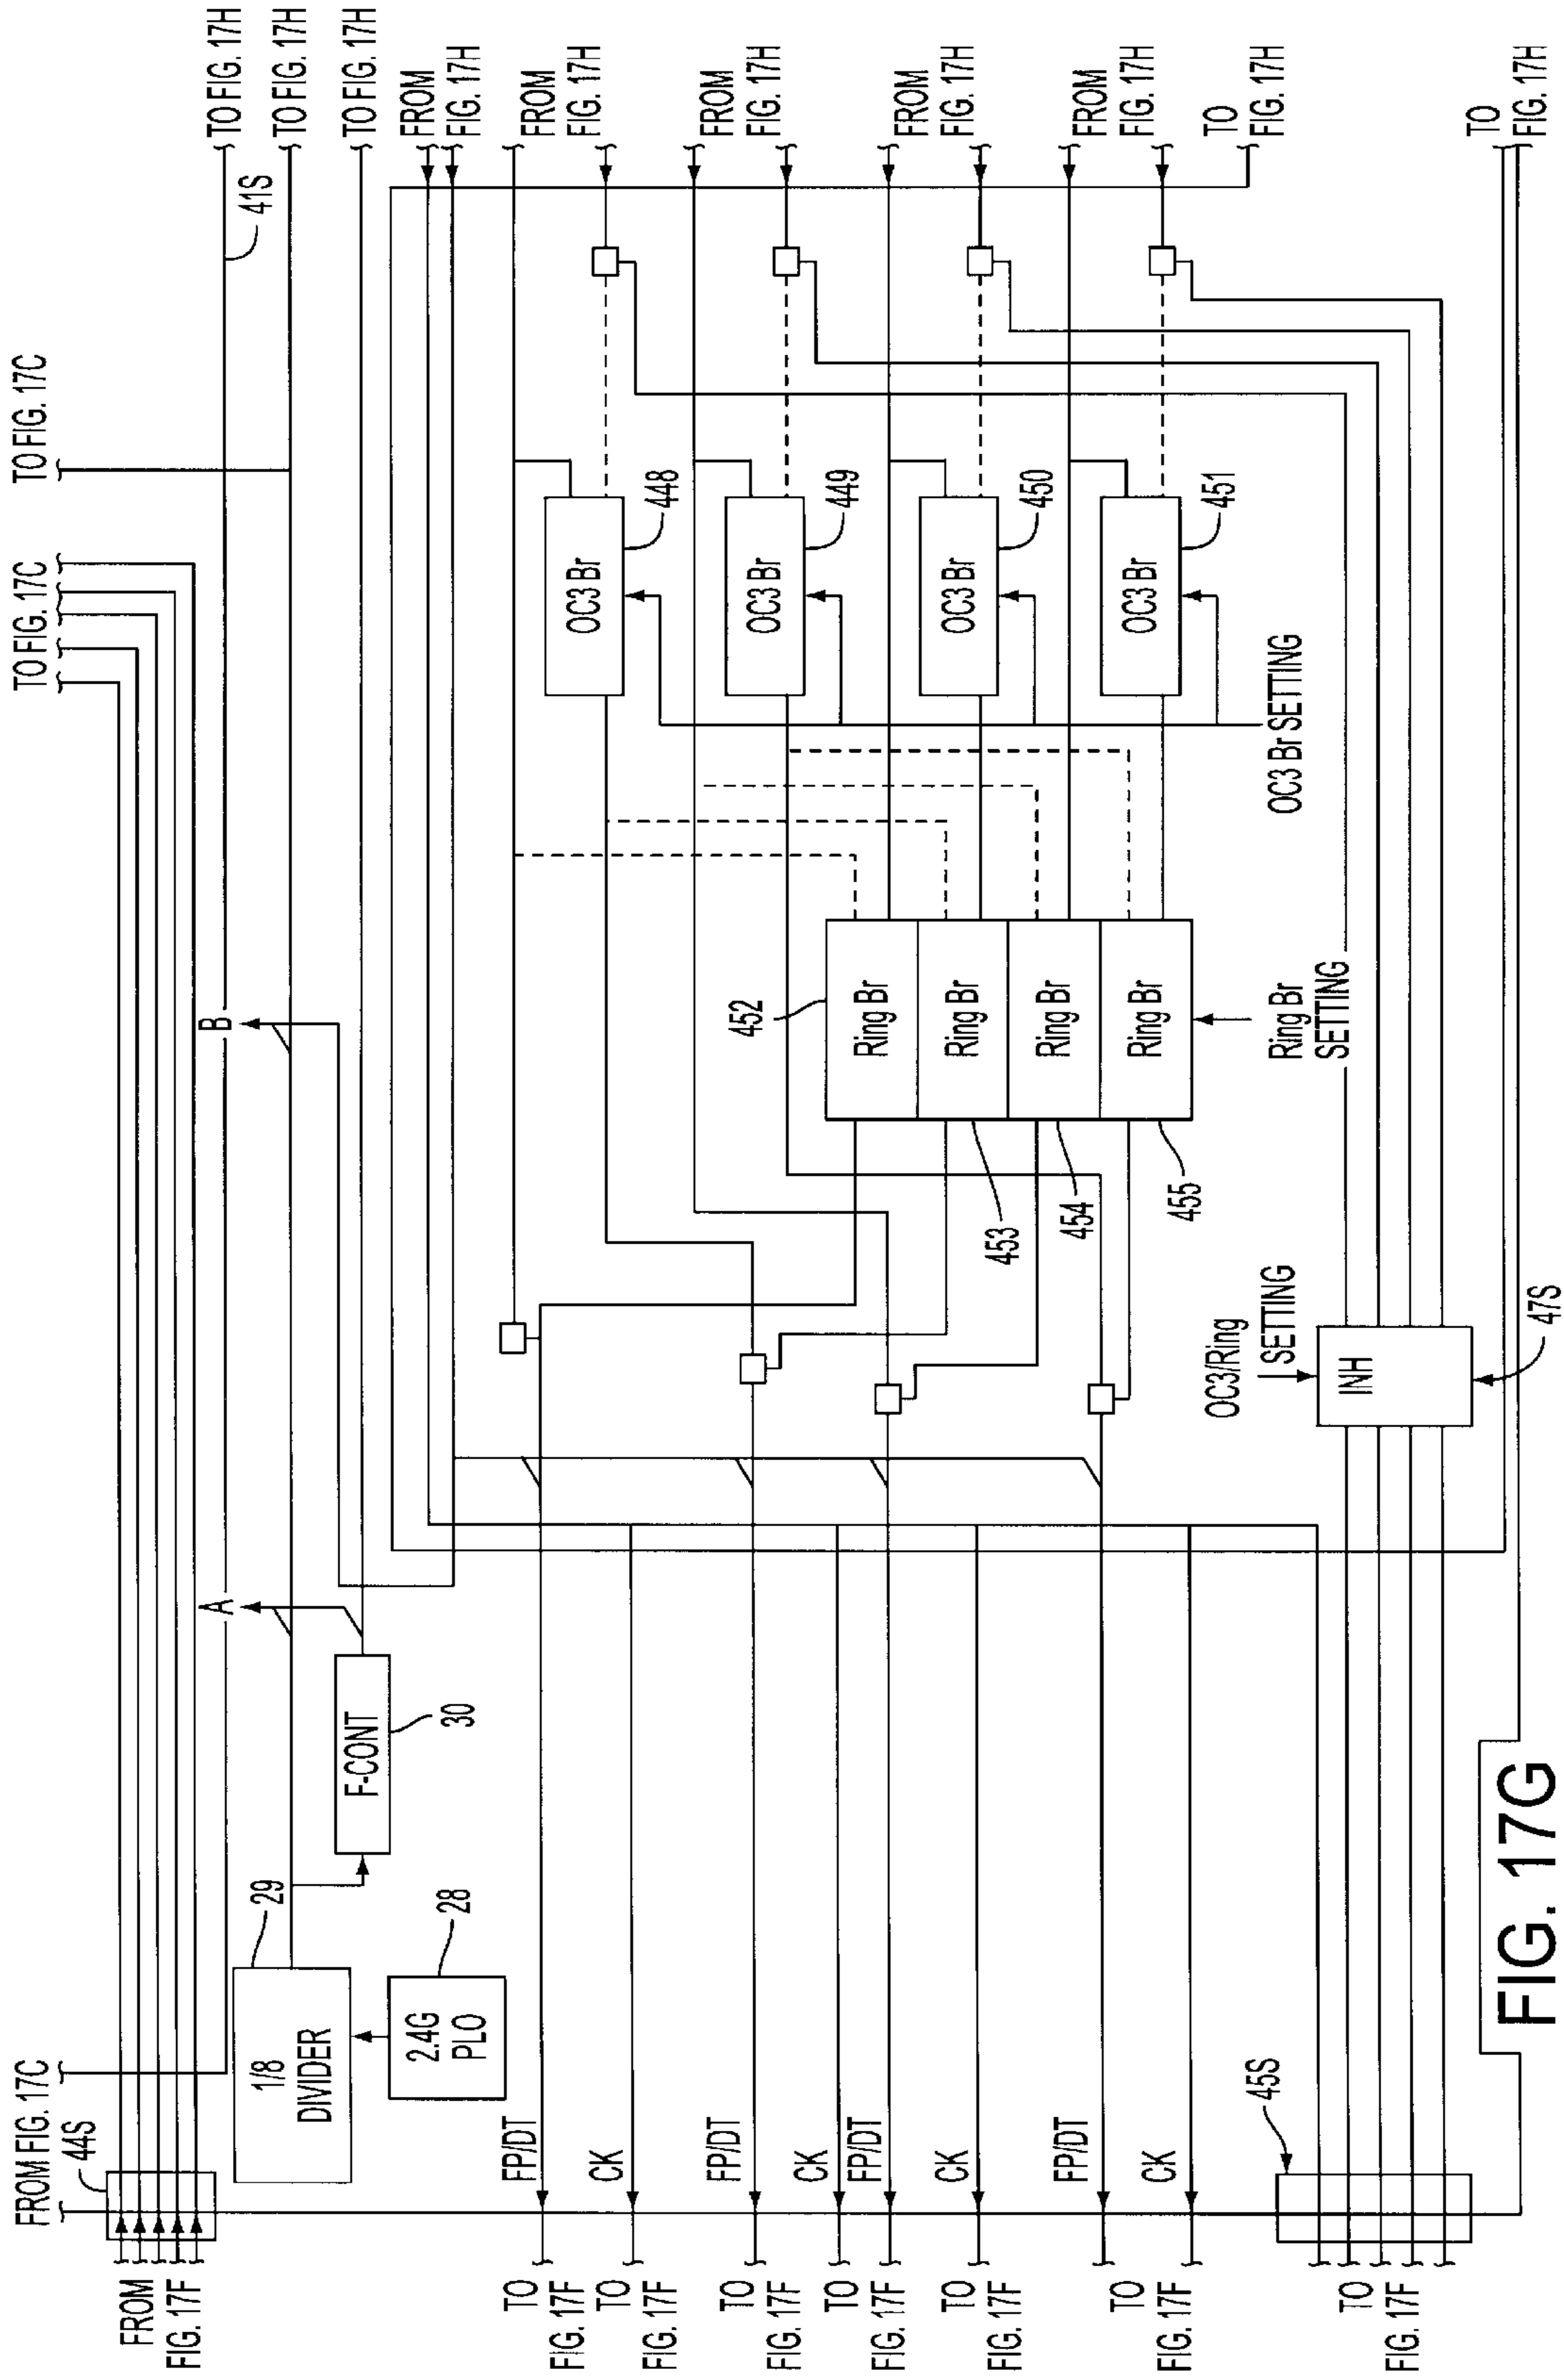 FROM FIG. 17C
TO FIG. 17C
TO FIG. 17C
44S
FROM
FIG. 17F
A
B
TO FIG. 17H
41S
29
1/8
DIVIDER
TO FIG. 17H
TO FIG. 17H
F-CONT
30
28
2.4G
PLO
FROM
FIG. 17H
FP/DT
TO
FIG. 17F
FROM
FIG. 17H
OC3 Br
448
CK
TO
FIG. 17F
FP/DT
TO
FIG. 17F
FROM
FIG. 17H
OC3 Br
449
452
CK
TO
FIG. 17F
FP/DT
Ring Br
FROM
FIG. 17H
OC3 Br
450
CK
TO
FIG. 17F
Ring Br
453
Ring Br
454
FP/DT
TO
FIG. 17F
FROM
FIG. 17H
OC3 Br
451
CK
Ring Br
455
TO
FIG. 17H
OC3/Ring
SETTING
Ring Br
SETTING
OC3 Br SETTING
45S
INH
TO
FIG. 17F
47S
TO
FIG. 17H
FIG. 17G